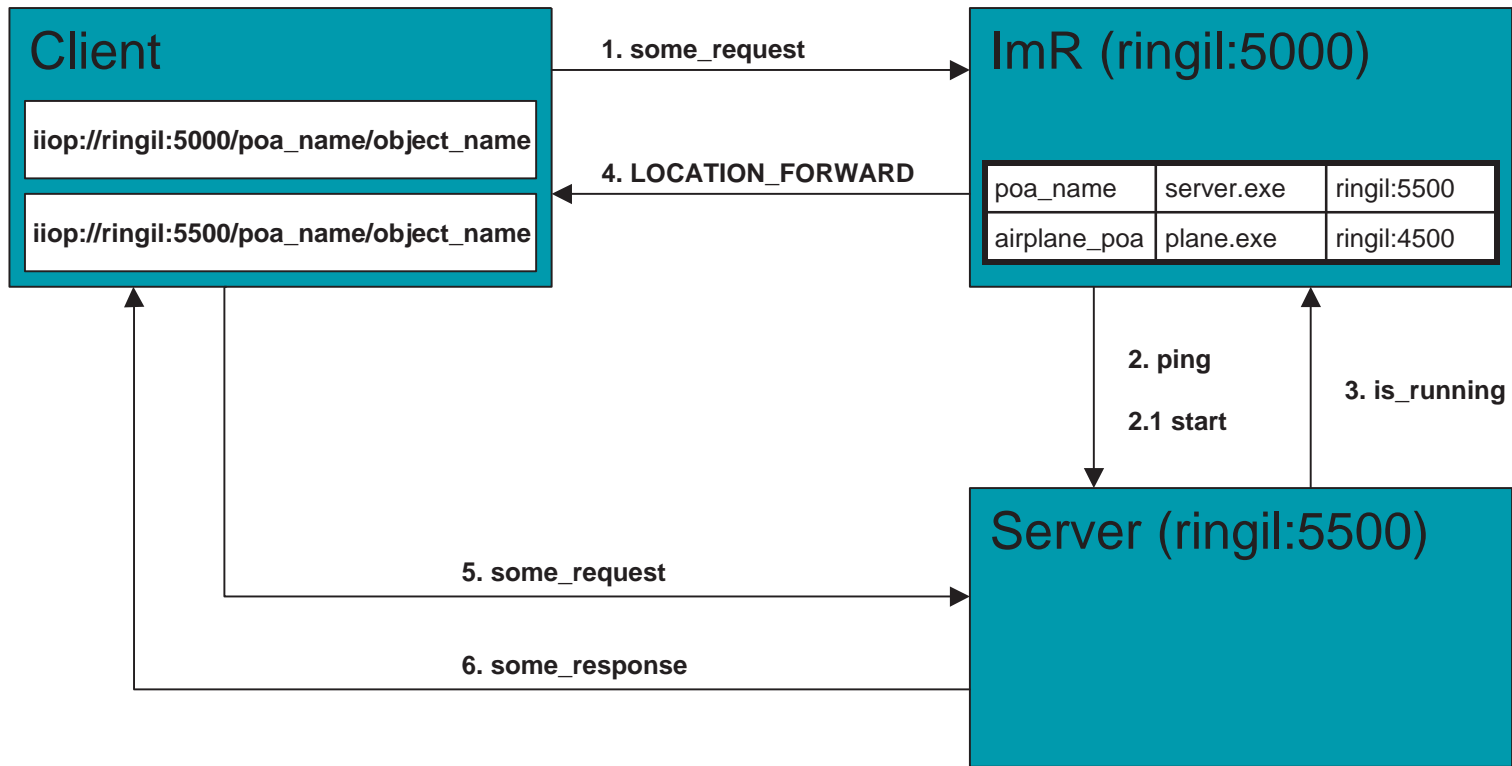 Client
iiop://ringil:5000/poa_name/object_name
iiop://ringil:5500/poa_name/object_name
1. some_request
4. LOCATION_FORWARD
ImR (ringil:5000)
poa_name server.exe ringil:5500
airplane_poa plane.exe ringil:4500
2. ping
2.1 start
3. is_running
Server (ringil:5500)
5. some_request
6. some_response